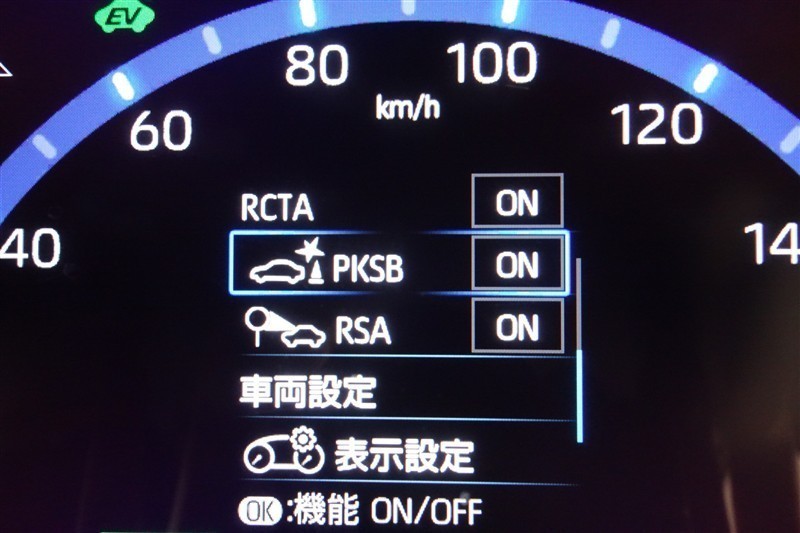 EV
80
100
km/h
60
120
40
14
RCTA ON
PKSB ON
RSA ON
車両設定
表示設定
OK:機能 ON/OFF